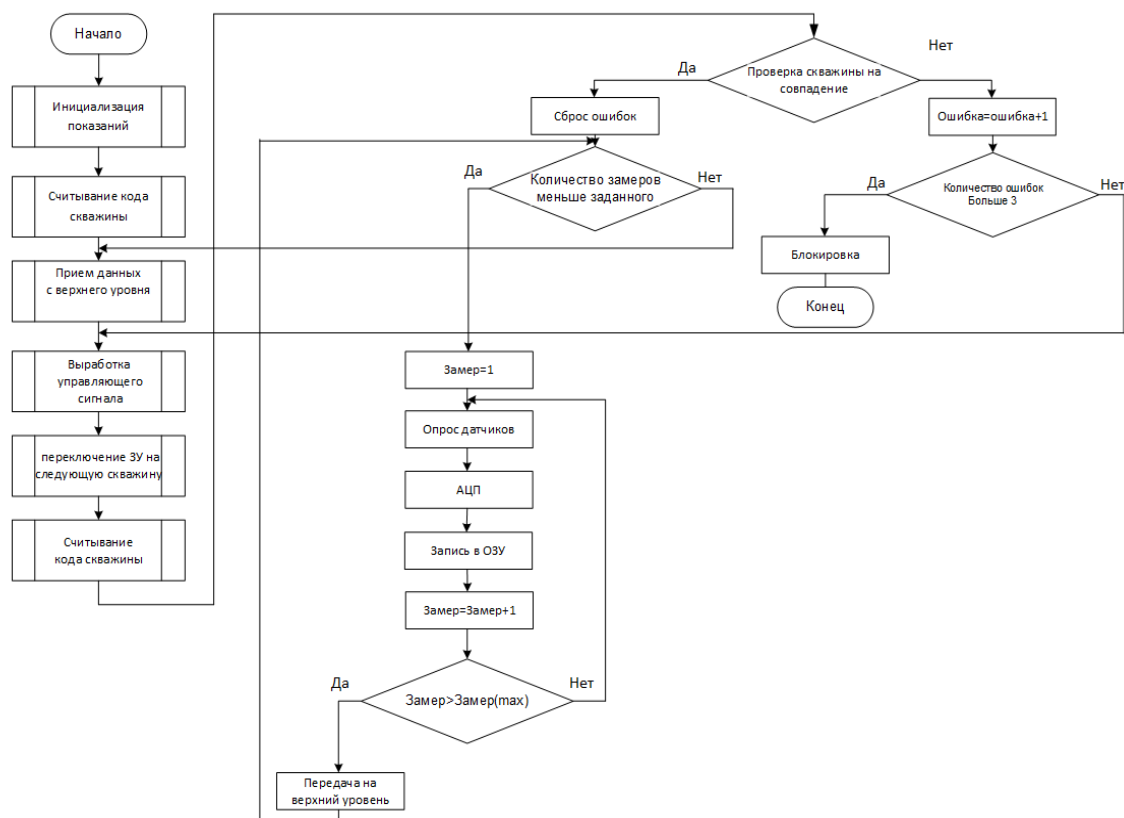 Начало
Инициализация
показаний
Считывание кода
скважины
Прием данных
с верхнего уровня
Выработка
управляющего
сигнала
переключение ЗУ на
следующую скважину
Считывание
кода скважины
Проверка скважины на
совпадение
Да
Нет
Сброс ошибок
Ошибка=ошибка+1
Количество замеров
меньше заданного
Да
Нет
Количество ошибок
Больше 3
Да
Нет
Блокировка
Конец
Замер=1
Опрос датчиков
АЦП
Запись в ОЗУ
Замер=Замер+1
Замер>Замер(max)
Да
Нет
Передача на
верхний уровень